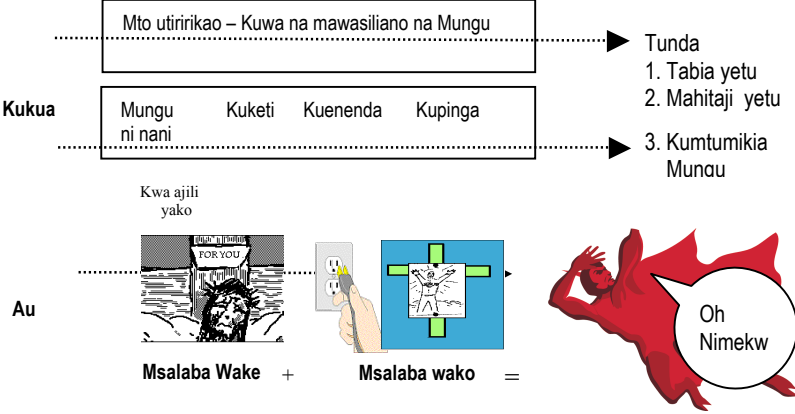 Mto utiririkao – Kuwa na mawasiliano na Mungu
Tunda
1. Tabia yetu
2. Mahitaji yetu
Kukua
Mungu ni nani
Kuketi
Kuenenda
Kupinga
3. Kumtumikia
Mungu
Kwa ajili
yako
FOR YOU
Au
Oh
Nimekw
Msalaba Wake + Msalaba wako =